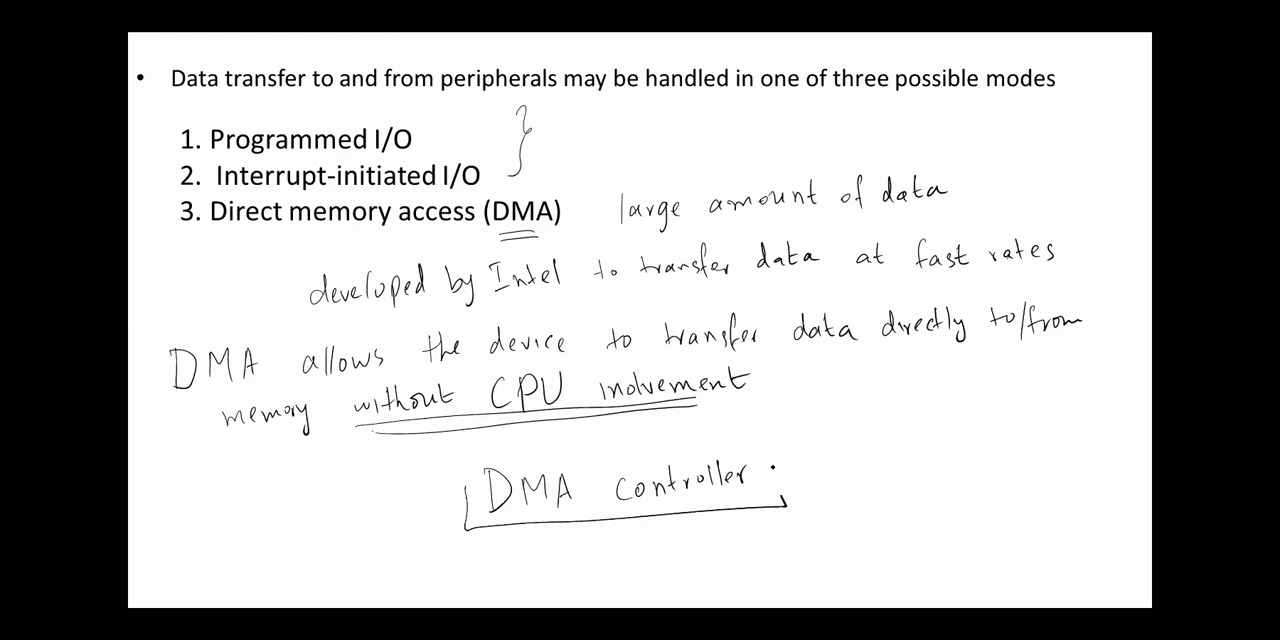 • Data transfer to and from peripherals may be handled in one of three possible modes
1. Programmed I/O
2. Interrupt-initiated I/O
3. Direct memory access (DMA) large amount of data
developed by Intel to transfer data at fast rates
DMA allows the device to transfer data directly to/from
memory without CPU inolvement
DMA controller